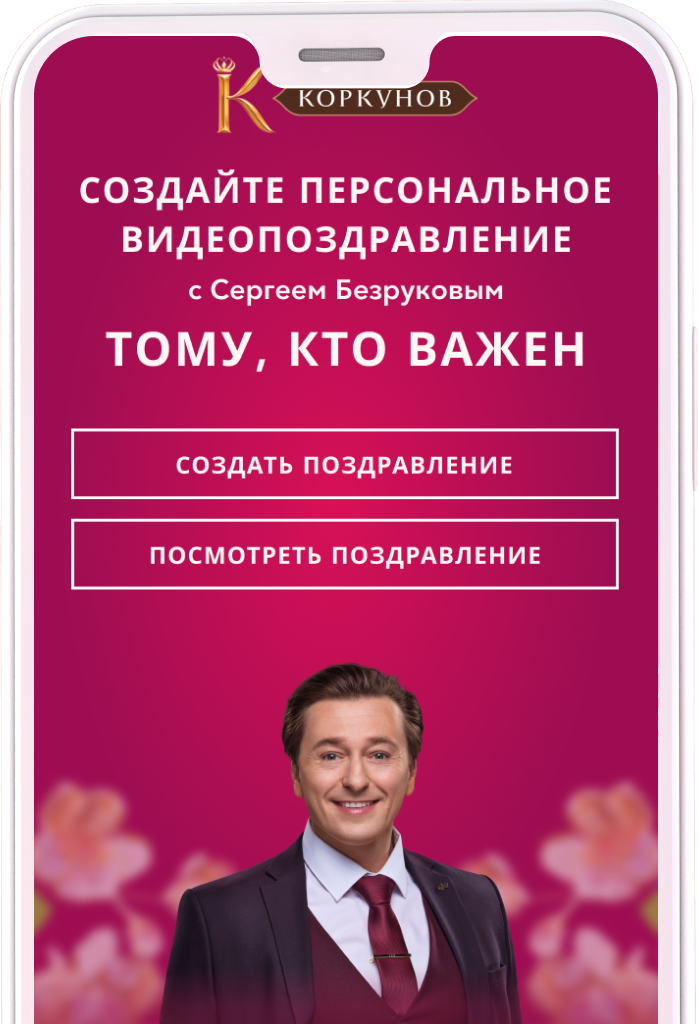 К КОРКУНОВ
СОЗДАЙТЕ ПЕРСОНАЛЬНОЕ
ВИДЕОПОЗДРАВЛЕНИЕ
с Сергеем Безруковым
ТОМУ, КТО ВАЖЕН
СОЗДАТЬ ПОЗДРАВЛЕНИЕ
ПОСМОТРЕТЬ ПОЗДРАВЛЕНИЕ